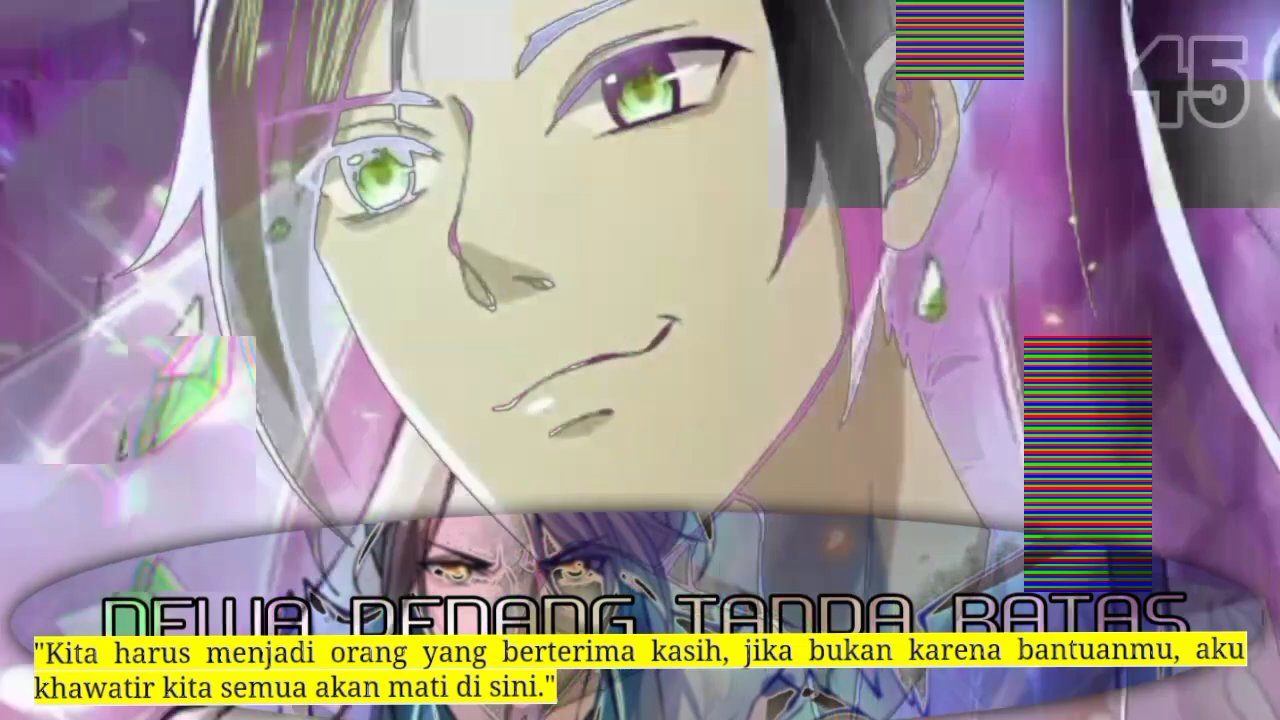 45
DEWA PEDANG TANPA BATAS
"Kita harus menjadi orang yang berterima kasih, jika bukan karena bantuanmu, aku
khawatir kita semua akan mati di sini."